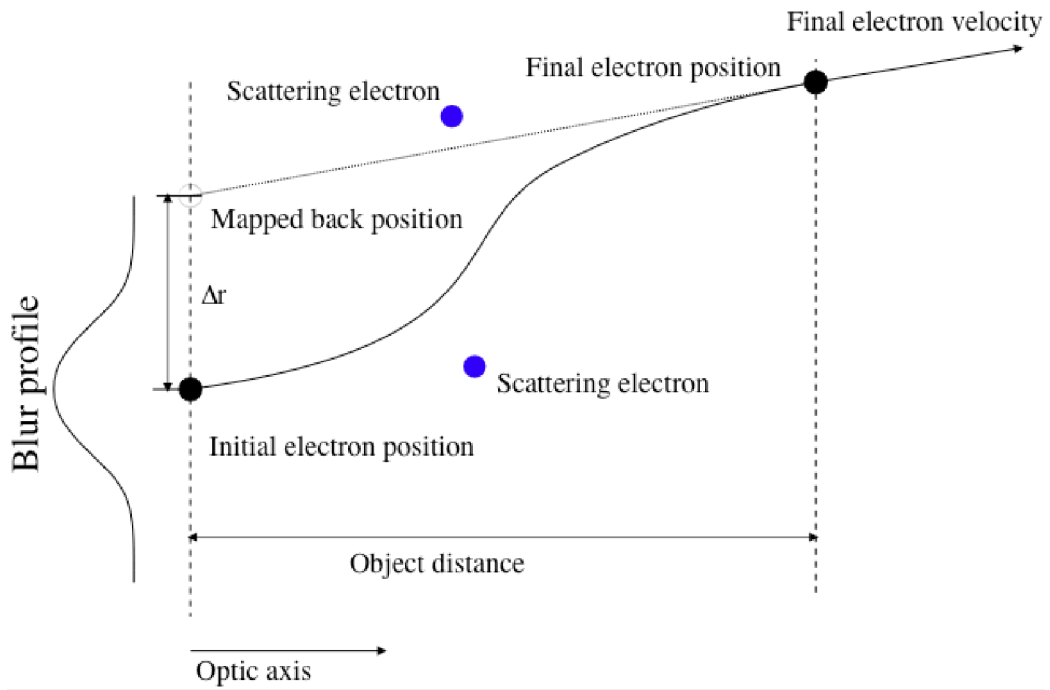 Final electron velocity
Final electron position
Scattering electron
Mapped back position
Δr
Blur profile
Scattering electron
Initial electron position
Object distance
Optic axis